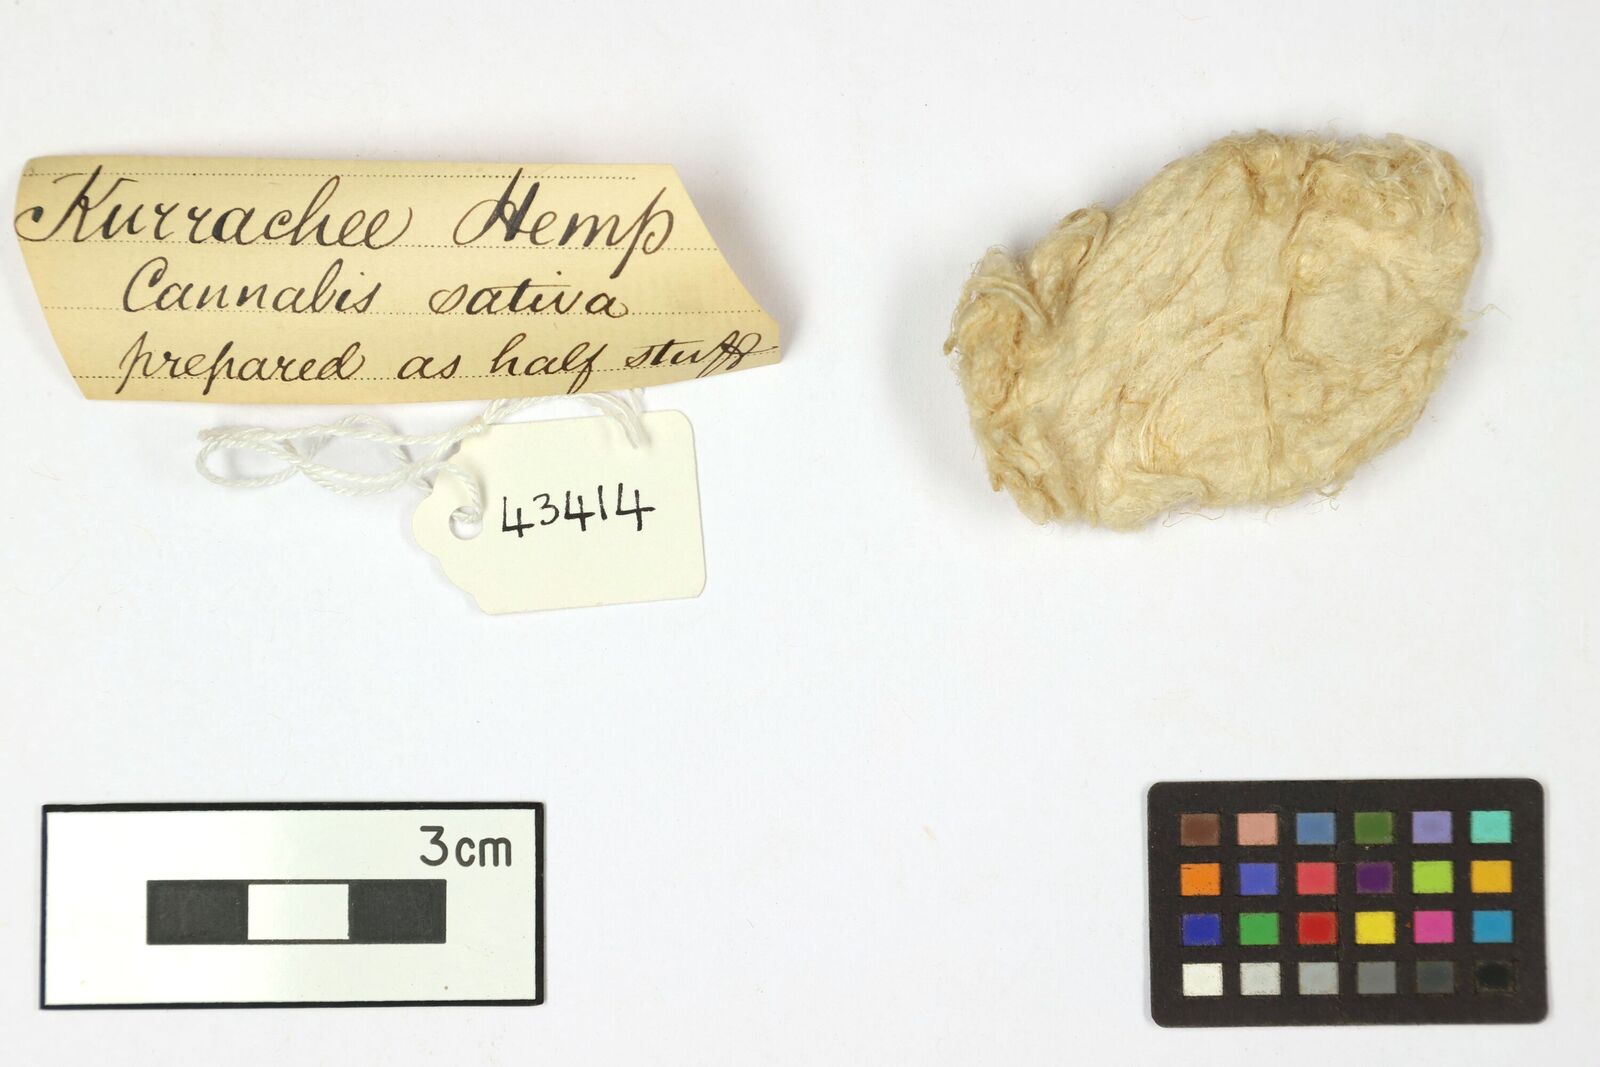 Kurrachee Hemp
Cannabis sativa
prepared as half stuff
43414
3cm